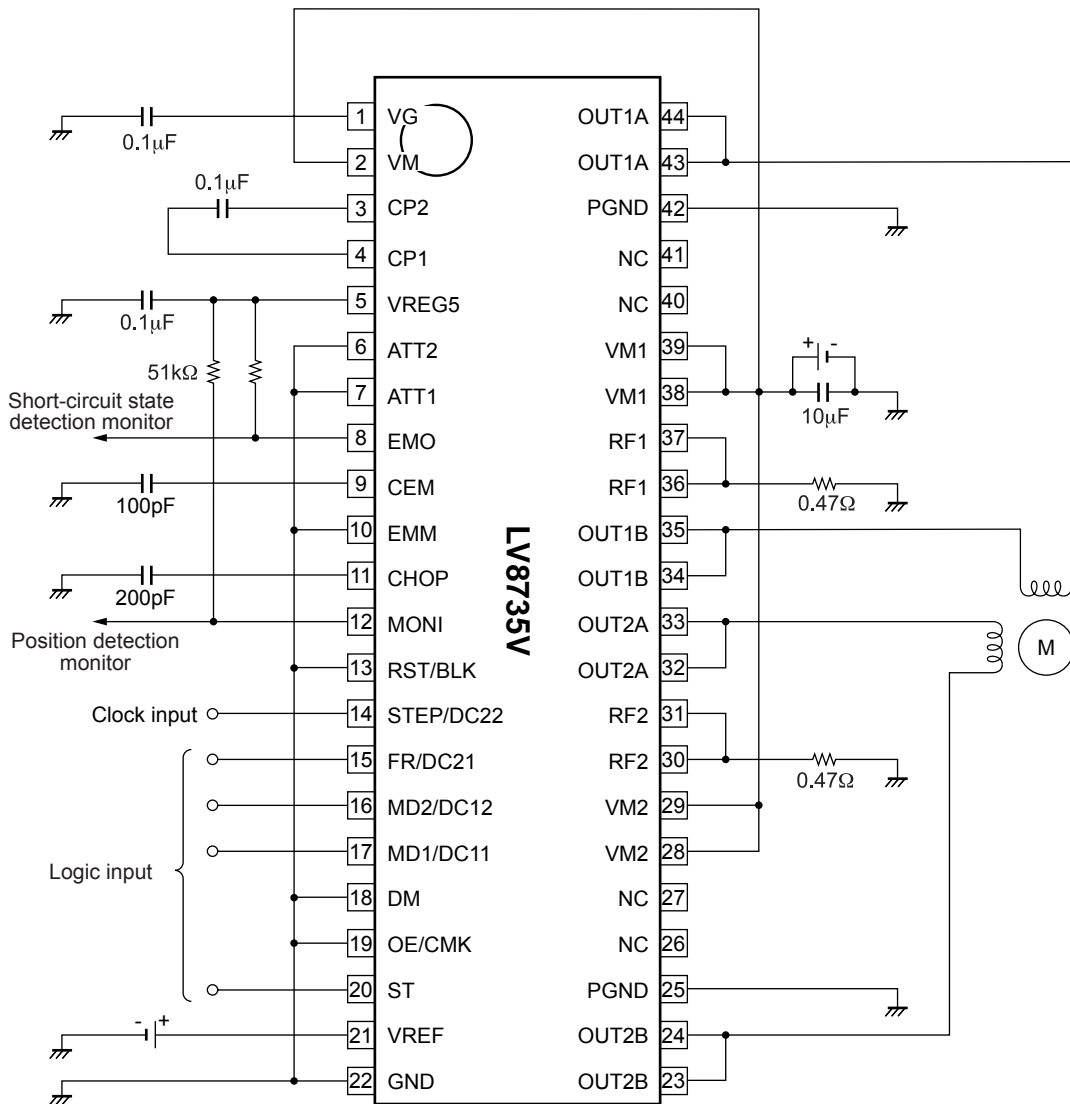 1 VG OUT1A 44
0.1μF
2 VM OUT1A 43
0.1μF
3 CP2 PGND 42
4 CP1 NC 41
5 VREG5 NC 40
0.1μF
6 ATT2 VM1 39
+ -
51kΩ
7 ATT1 VM1 38
10μF
Short-circuit state
detection monitor
8 EMO RF1 37
9 CEM RF1 36
100pF
0.47Ω
10 EMM OUT1B 35
11 CHOP OUT1B 34
200pF
LV8735V
12 MONI OUT2A 33
Position detection
monitor
M
13 RST/BLK OUT2A 32
Clock input 14 STEP/DC22 RF2 31
15 FR/DC21 RF2 30
0.47Ω
16 MD2/DC12 VM2 29
17 MD1/DC11 VM2 28
Logic input
18 DM NC 27
19 OE/CMK NC 26
20 ST PGND 25
- +
21 VREF OUT2B 24
22 GND OUT2B 23